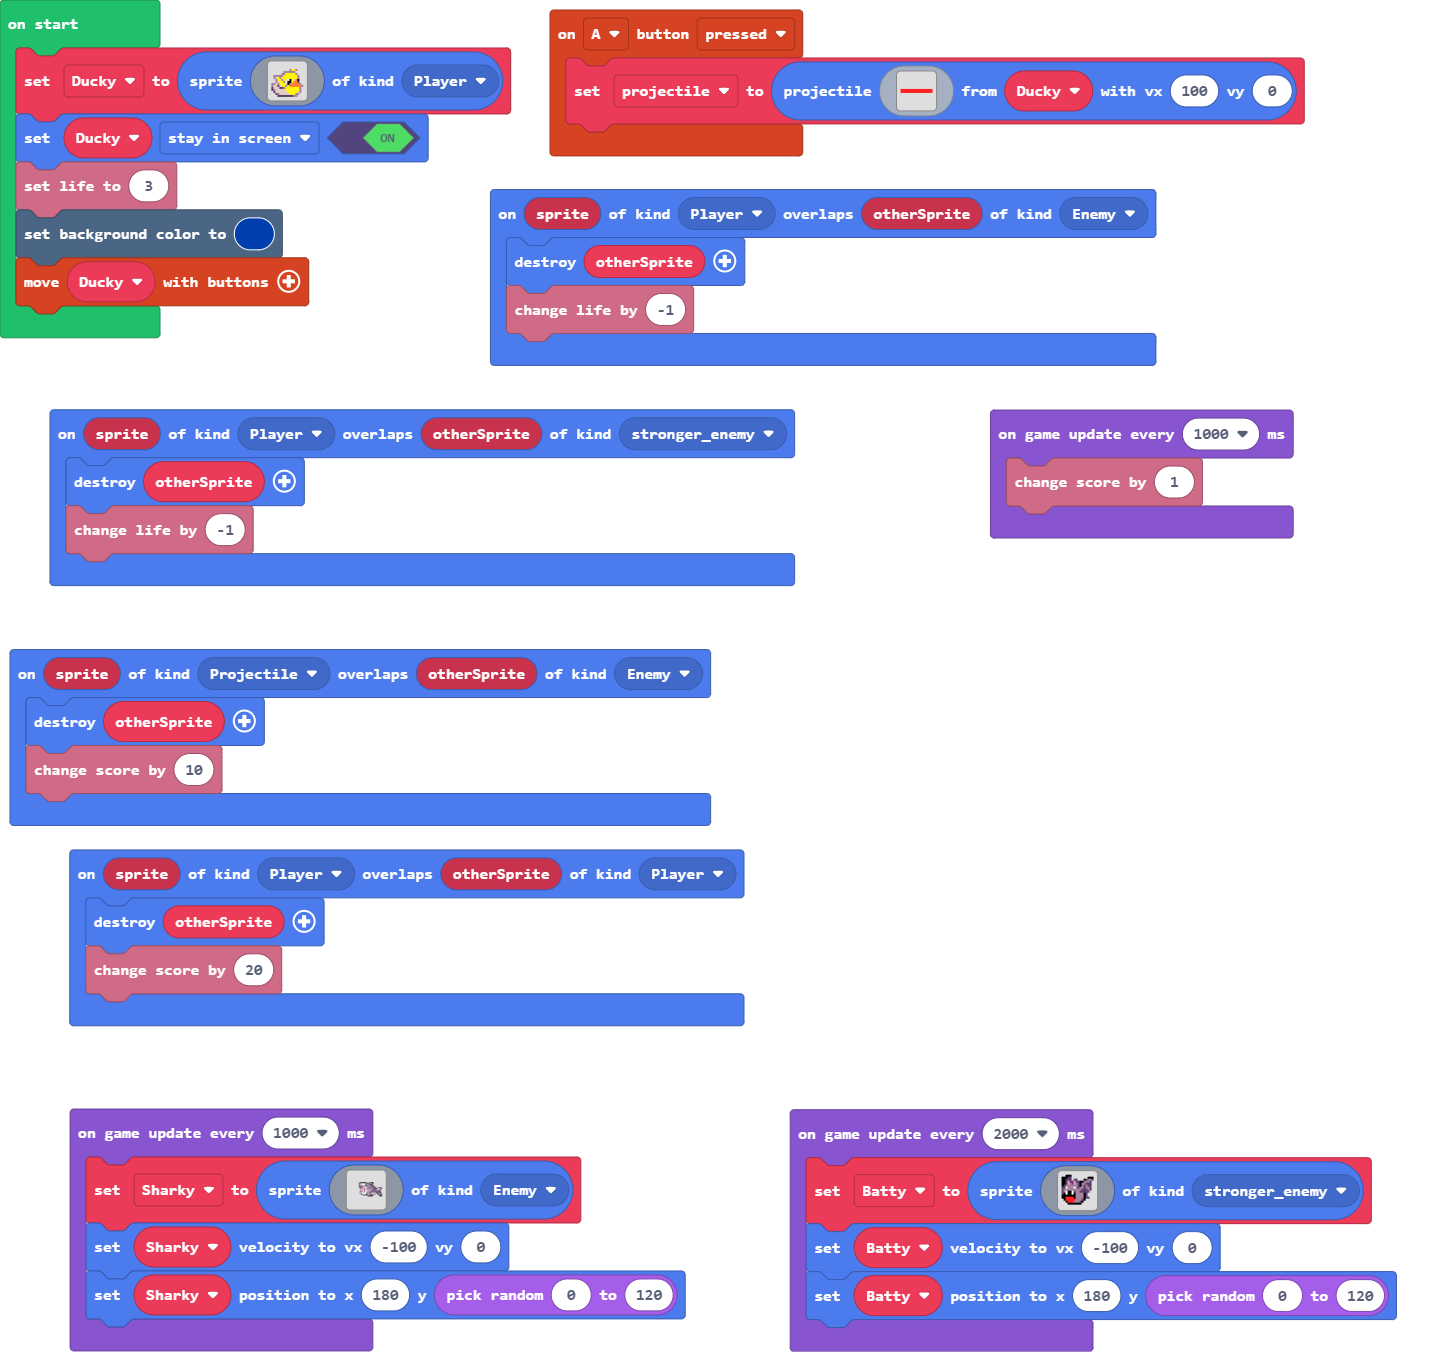 on start
set Ducky to sprite of kind Player
set Ducky stay in screen ON
set life to 3
set background color to
move Ducky with buttons
on A button pressed
set projectile to projectile from Ducky with vx 100 vy 0
on sprite of kind Player overlaps otherSprite of kind Enemy
destroy otherSprite
change life by -1
on sprite of kind Player overlaps otherSprite of kind stronger_enemy
destroy otherSprite
change life by -1
on game update every 1000 ms
change score by 1
on sprite of kind Projectile overlaps otherSprite of kind Enemy
destroy otherSprite
change score by 10
on sprite of kind Player overlaps otherSprite of kind Player
destroy otherSprite
change score by 20
on game update every 1000 ms
set Sharky to sprite of kind Enemy
set Sharky velocity to vx -100 vy 0
set Sharky position to x 180 y pick random 0 to 120
on game update every 2000 ms
set Batty to sprite of kind stronger_enemy
set Batty velocity to vx -100 vy 0
set Batty position to x 180 y pick random 0 to 120